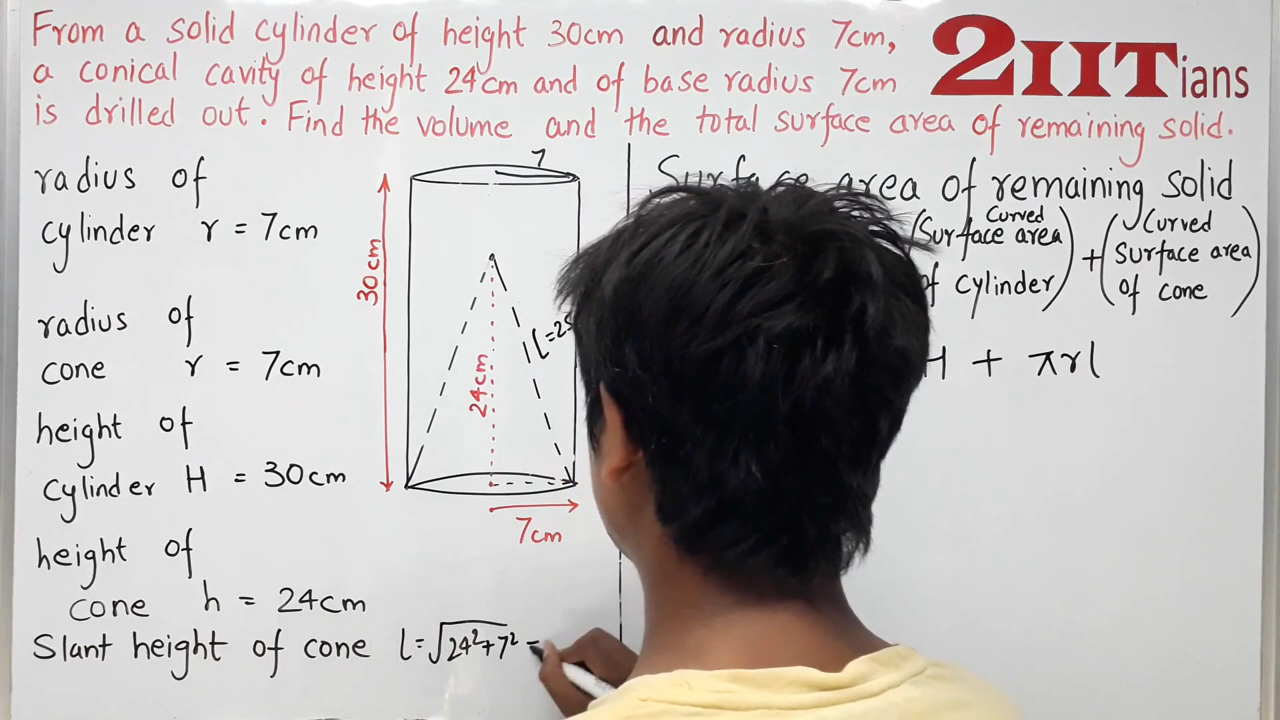 From a solid cylinder of height 30cm and radius 7cm,
a conical cavity of height 24cm and of base radius 7cm
is drilled out. Find the volume and the total surface area of remaining solid.
2IITians
radius of
cylinder r = 7cm
radius of
cone r = 7cm
height of
cylinder H = 30cm
height of
cone h = 24cm
Slant height of cone l = √24²+7² =
7
30cm
l=25
24cm
7cm
Surface area of remaining solid
(Curved Surface area of cylinder) + (Curved Surface area of cone)
H + πrl